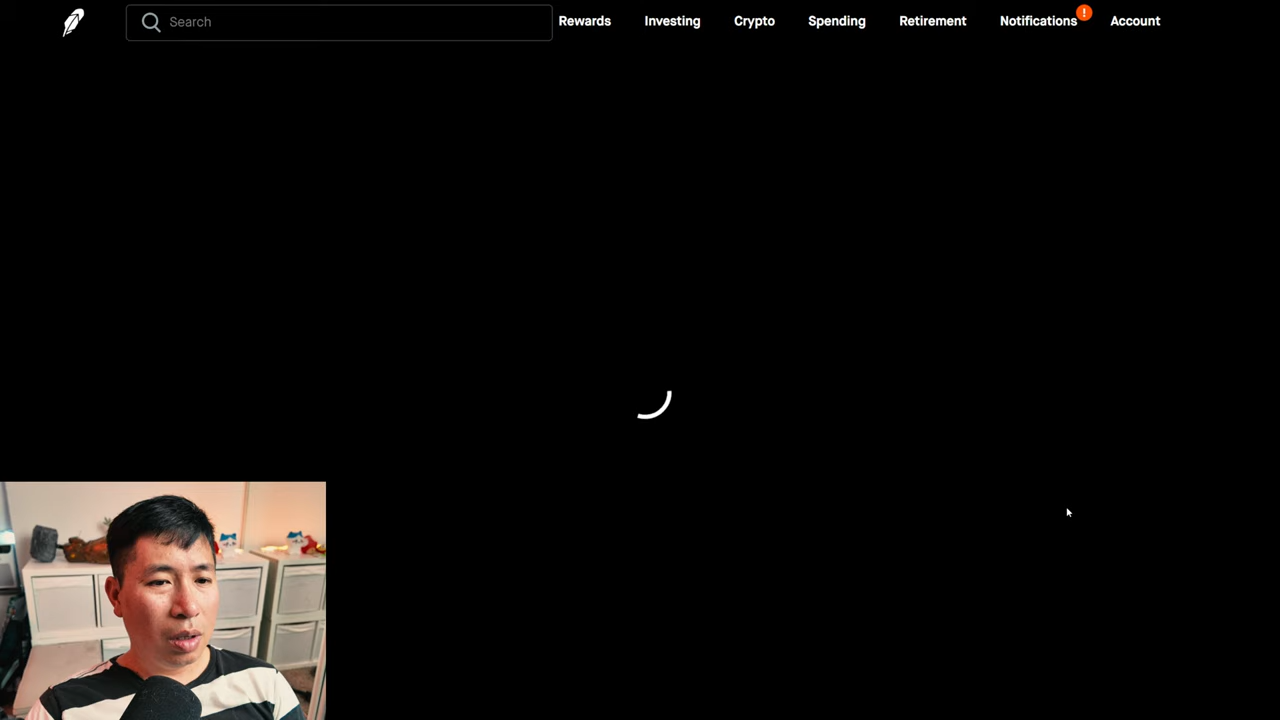 Search
Rewards
Investing
Crypto
Spending
Retirement
Notifications
!
Account